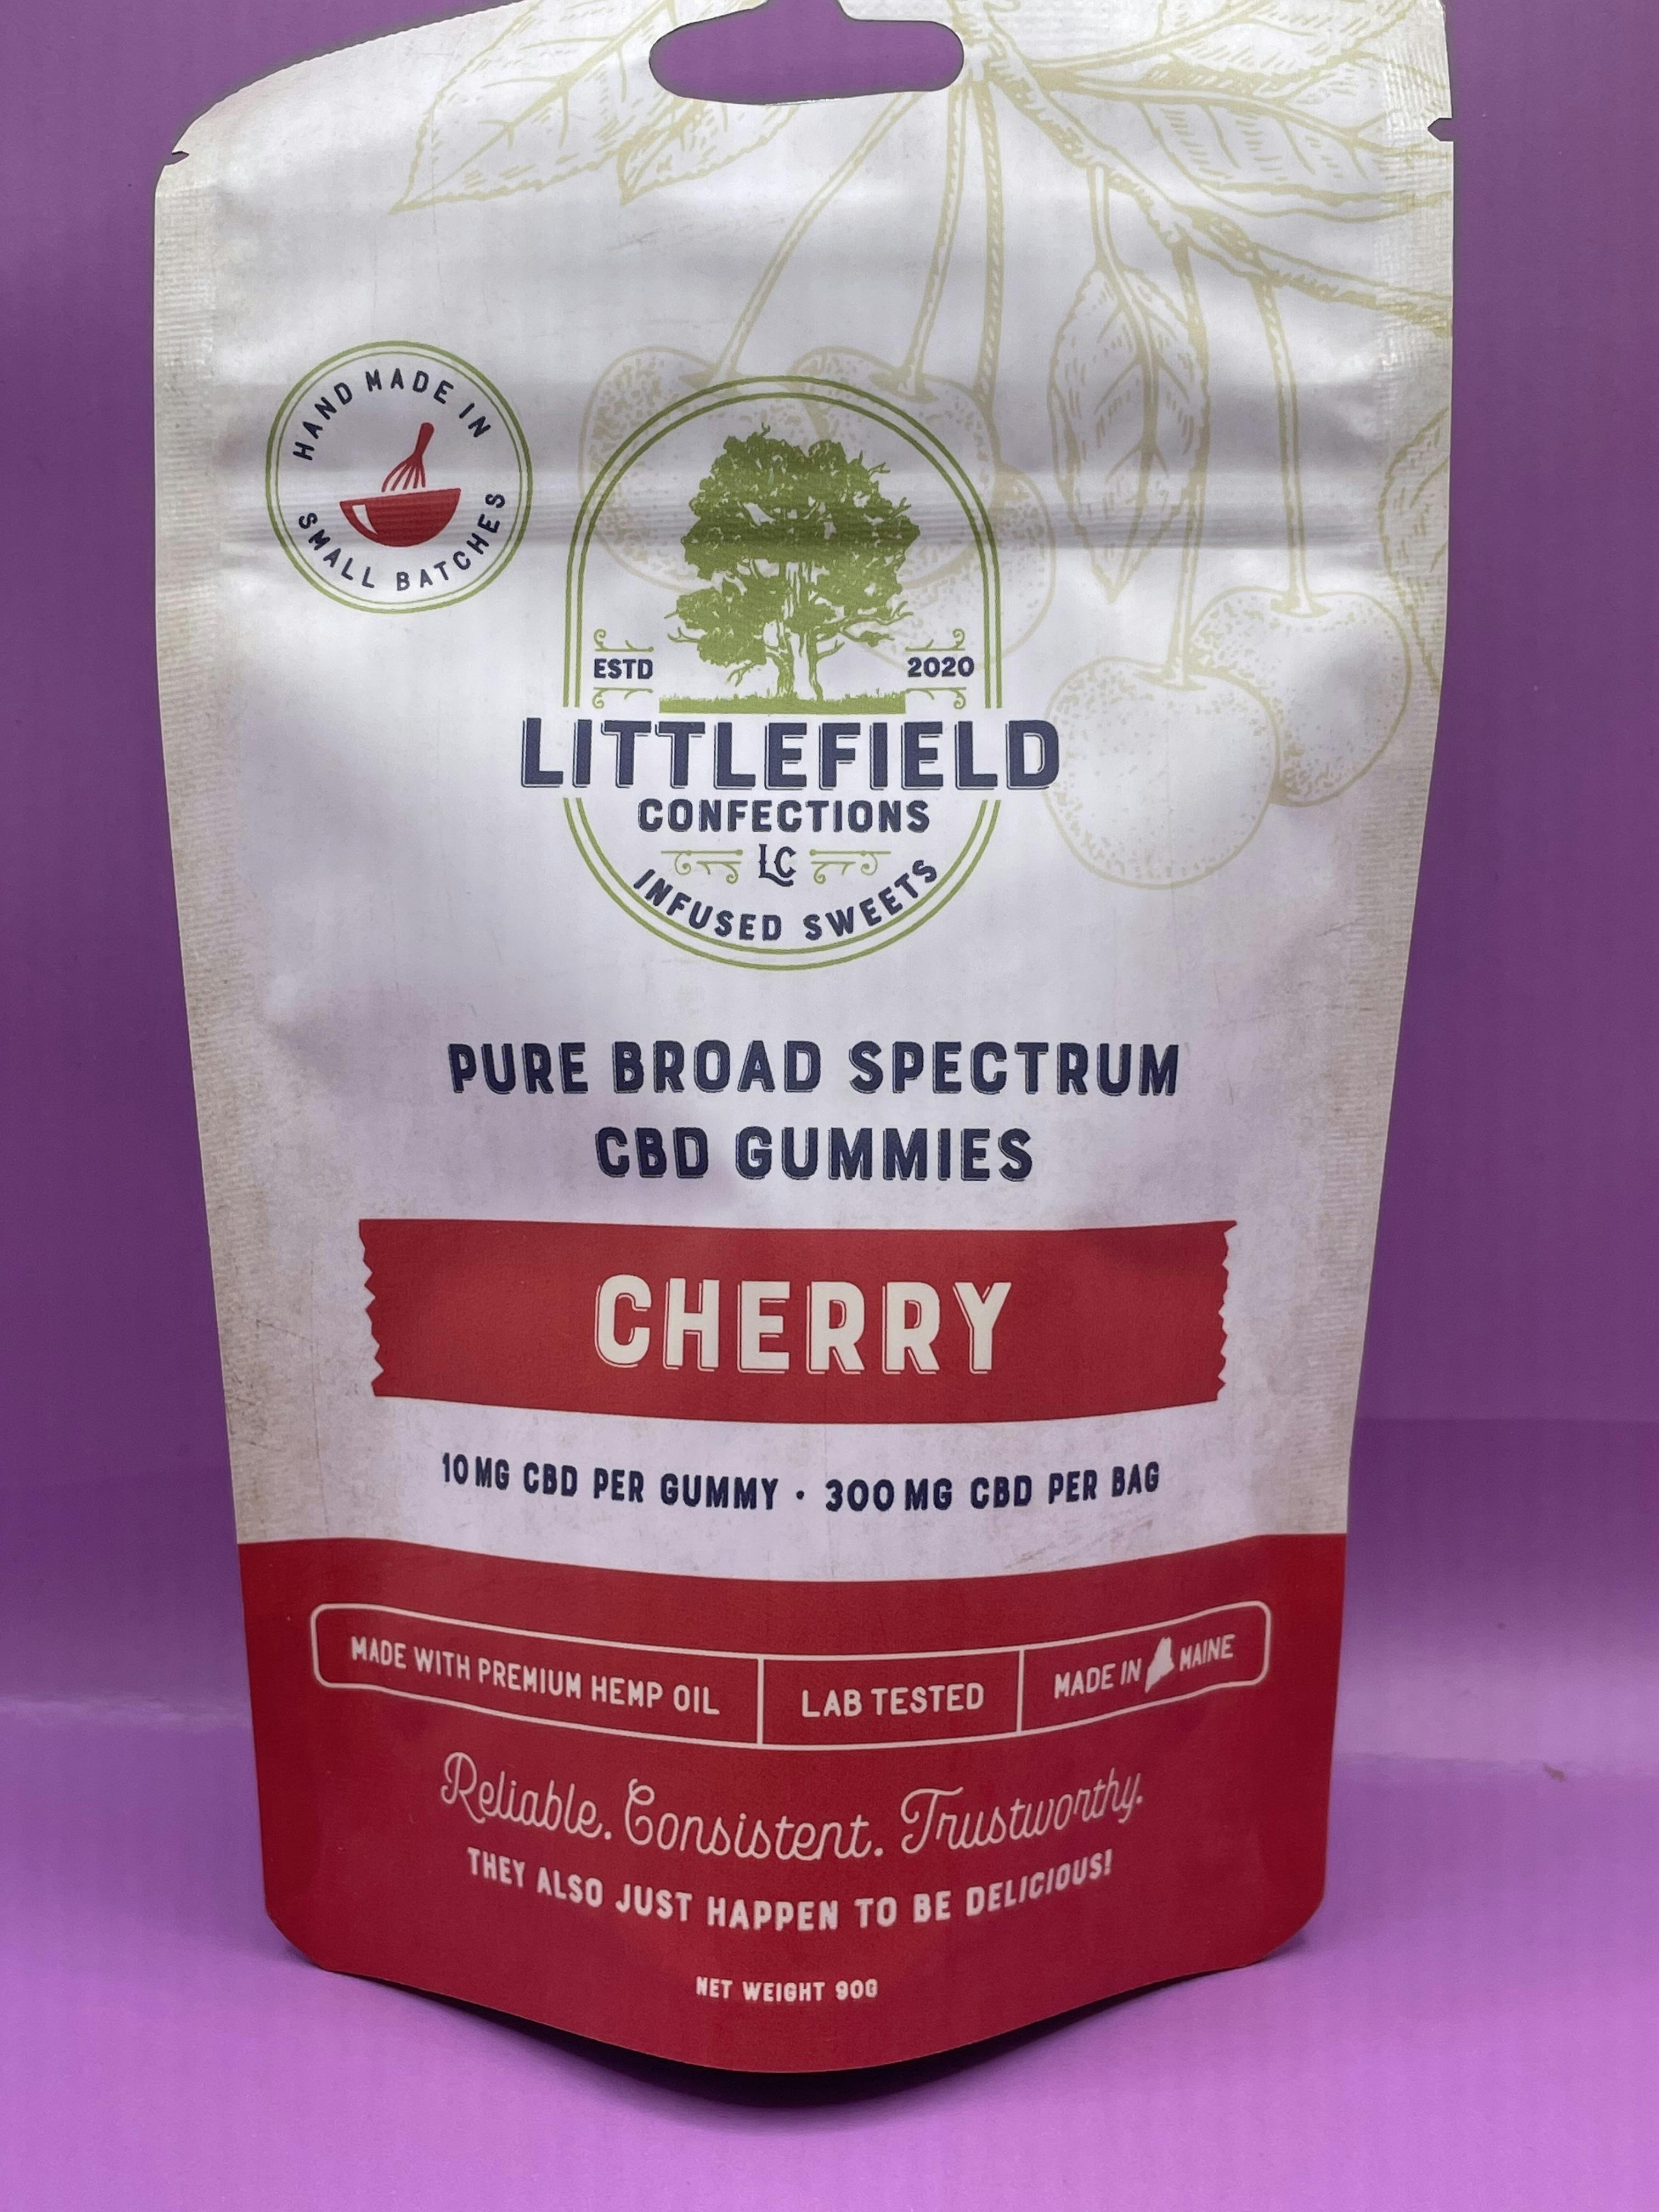 HAND MADE IN
SMALL BATCHES
ESTD 2020
LITTLEFIELD
CONFECTIONS
LC
INFUSED SWEETS
PURE BROAD SPECTRUM
CBD GUMMIES
CHERRY
10 MG CBD PER GUMMY • 300 MG CBD PER BAG
MADE WITH PREMIUM HEMP OIL
LAB TESTED
MADE IN MAINE
Reliable. Consistent. Trustworthy.
THEY ALSO JUST HAPPEN TO BE DELICIOUS!
NET WEIGHT 90G